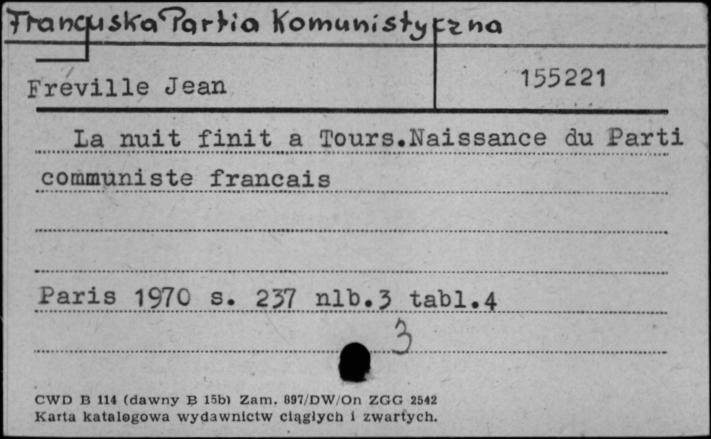 Francuska Partia Komunistyczna
Freville Jean
155221
La nuit finit a Tours.Naissance du Parti
communiste francais
Paris 1970 s. 237 nlb.3 tabl.4
3
CWD B 114 (dawny B 15b) Zam. 897/DW/On ZGG 2542
Karta katalogowa wydawnictw ciągłych i zwartych.